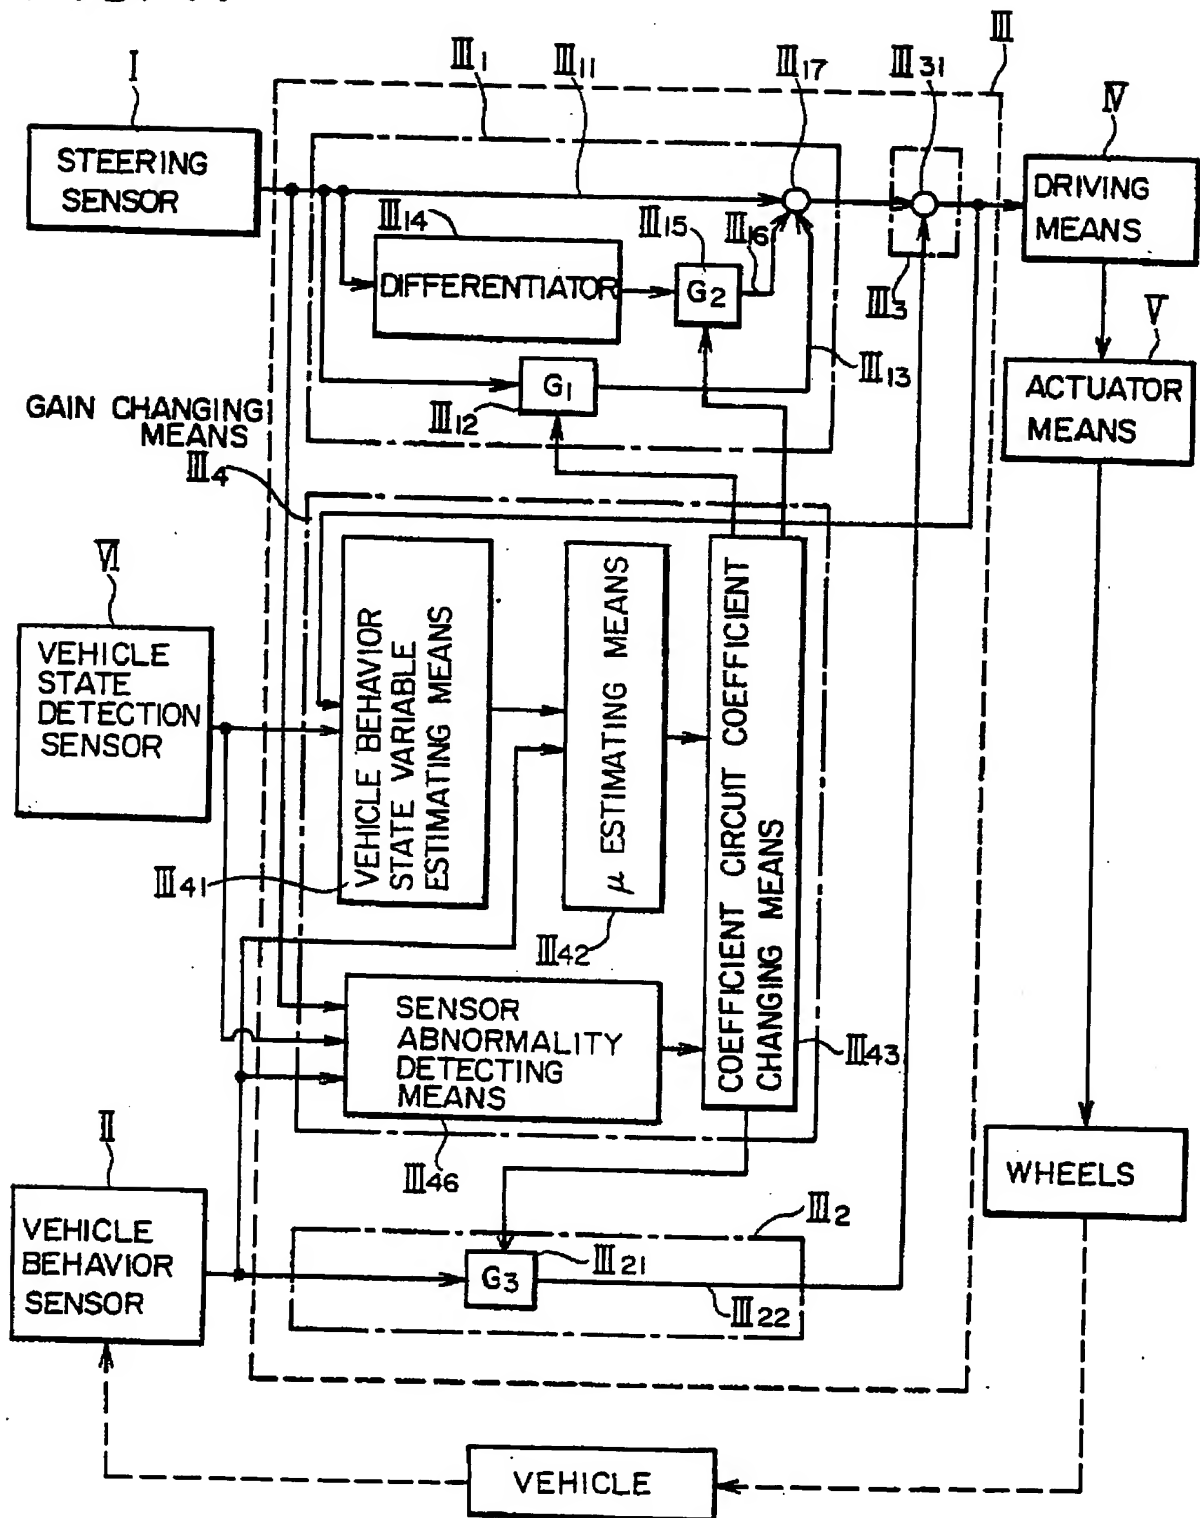 III
I
III1
III11
III17
III31
IV
STEERING
SENSOR
DRIVING
MEANS
III14
III15
III16
DIFFERENTIATOR
G2
III3
V
III13
G1
III12
ACTUATOR
MEANS
GAIN CHANGING
MEANS
III4
VI
VEHICLE
STATE
DETECTION
SENSOR
VEHICLE BEHAVIOR
STATE VARIABLE
ESTIMATING MEANS
III41
μ ESTIMATING MEANS
III42
COEFFICIENT CIRCUIT COEFFICIENT
CHANGING MEANS
III43
SENSOR
ABNORMALITY
DETECTING
MEANS
III46
II
VEHICLE
BEHAVIOR
SENSOR
WHEELS
III2
G3
III21
III22
VEHICLE